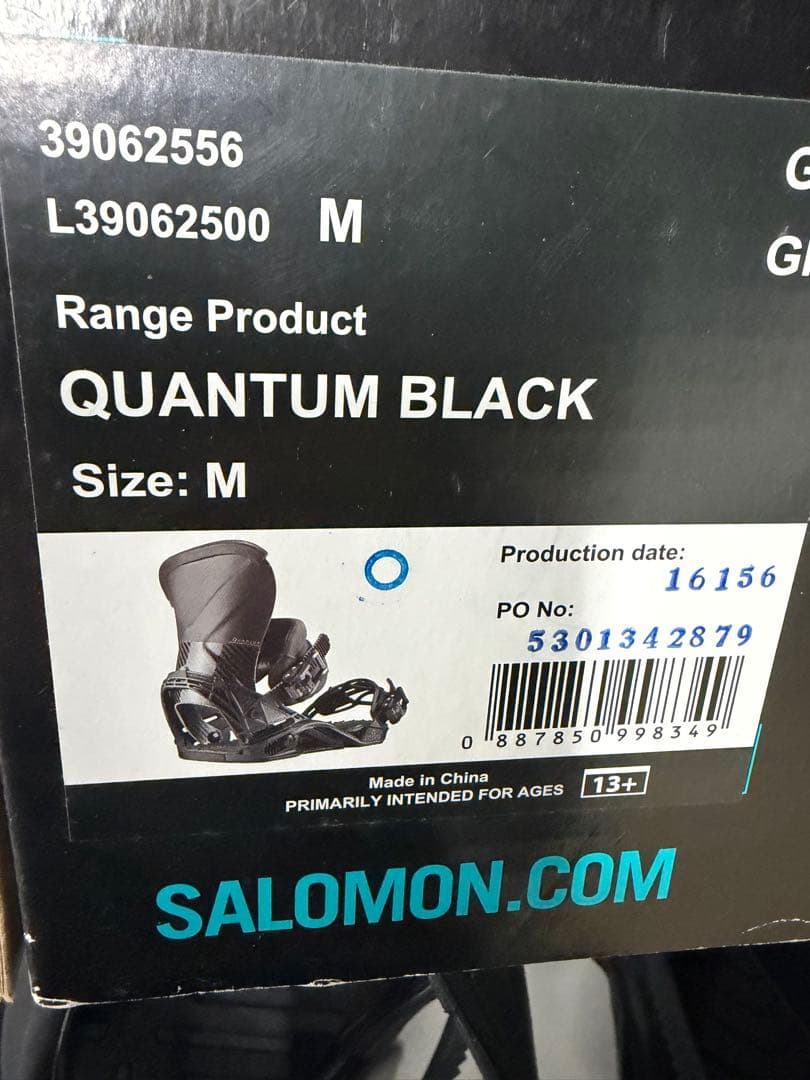 39062556
L39062500 M
Range Product
QUANTUM BLACK
Size: M
Production date:
16156
PO No:
5301342879
0 887850 998349
Made in China
PRIMARILY INTENDED FOR AGES 13+
SALOMON.COM